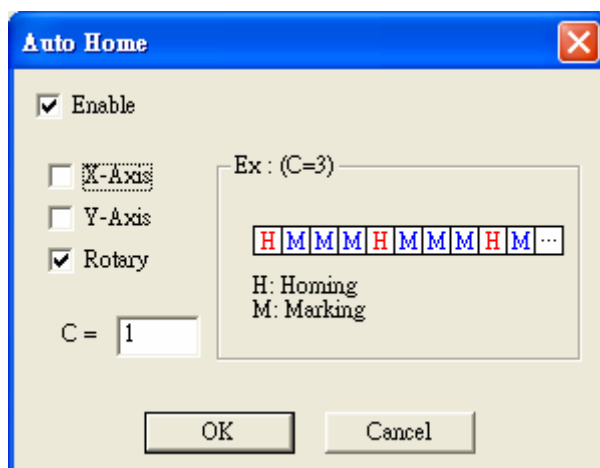 Auto Home
Enable
X-Axis
Y-Axis
Rotary
C = 1
Ex : (C=3)
H M M M H M M M H M ...
H: Homing
M: Marking
OK Cancel